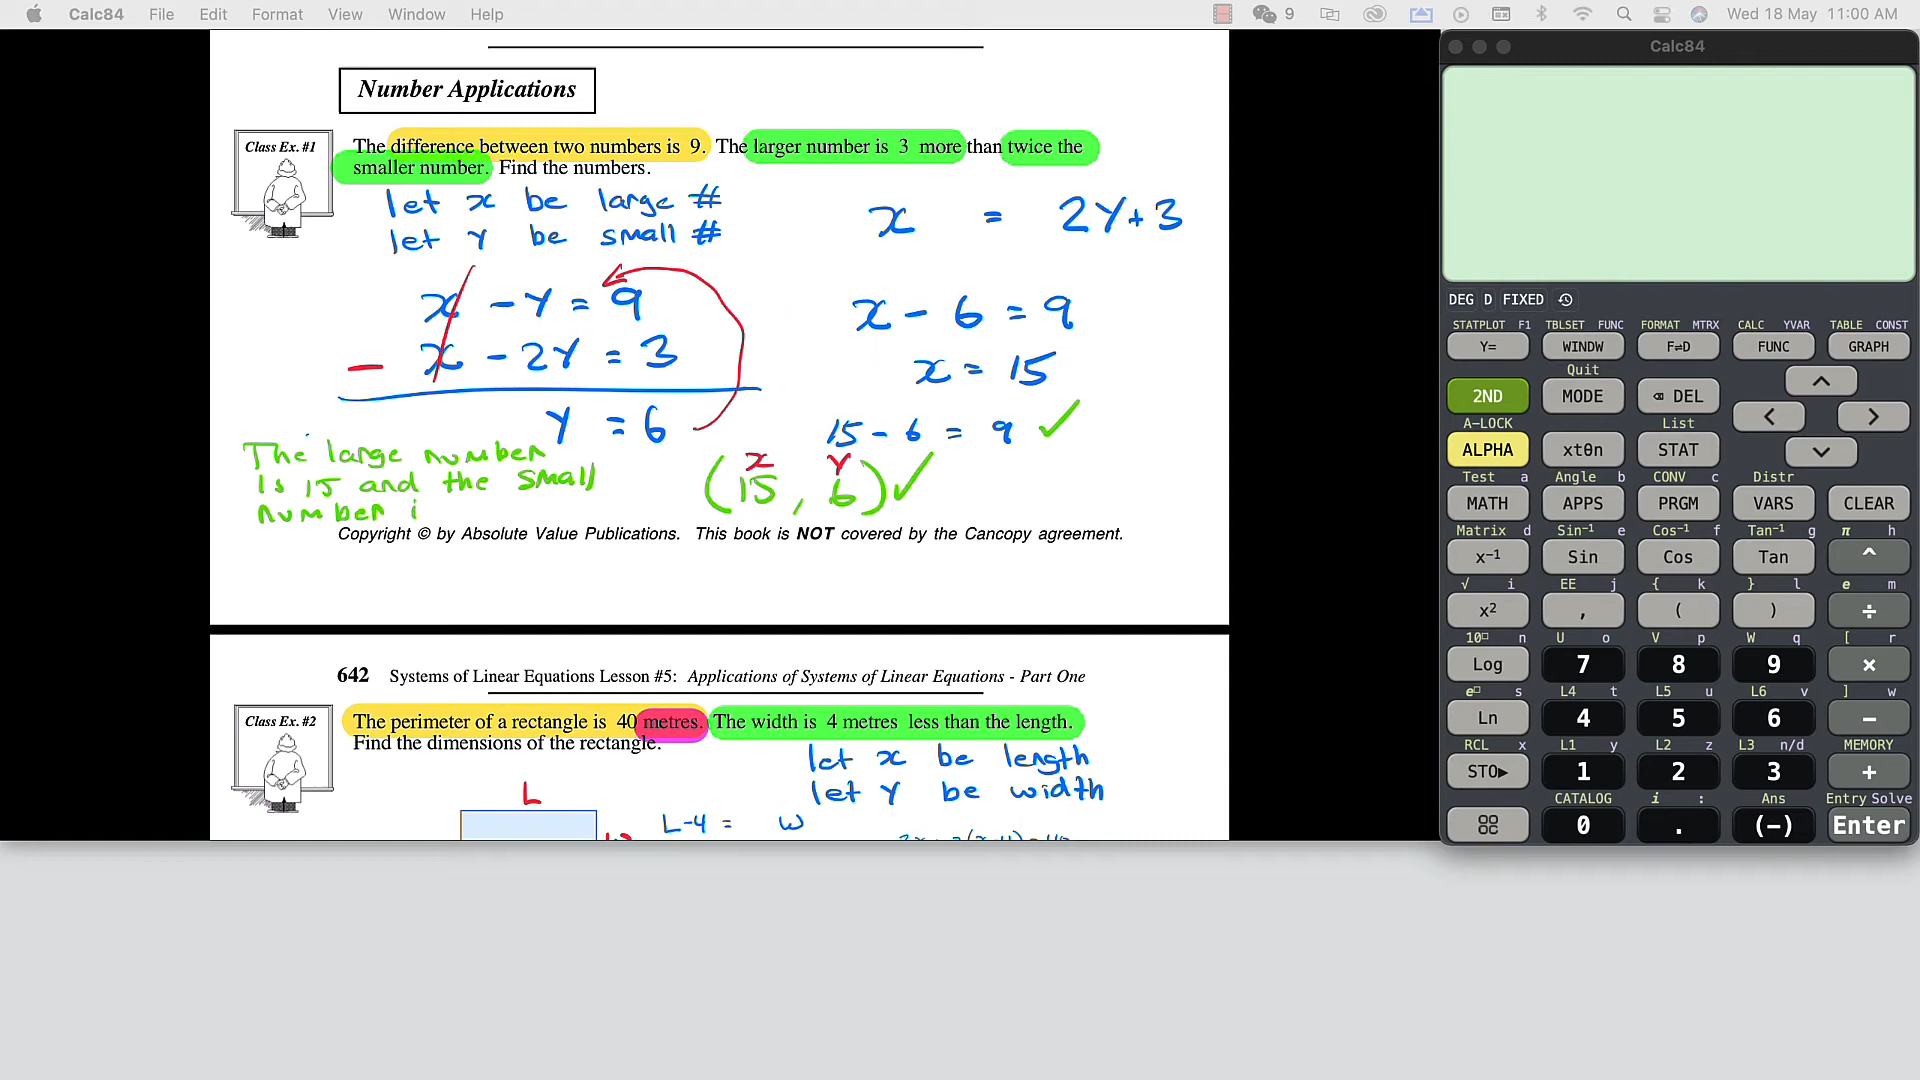 Calc84 File Edit Format View Window Help 9 Wed 18 May 11:00 AM
Number Applications
Class Ex. #1
The difference between two numbers is 9. The larger number is 3 more than twice the
smaller number. Find the numbers.
let x be large #
let Y be small #
x = 2Y+3
x - Y = 9
- x - 2Y = 3
Y = 6
x - 6 = 9
x = 15
15 - 6 = 9 ✓
x Y
(15, 6) ✓
The large number
is 15 and the small
number i
Copyright © by Absolute Value Publications. This book is NOT covered by the Cancopy agreement.
642 Systems of Linear Equations Lesson #5: Applications of Systems of Linear Equations - Part One
Class Ex. #2
The perimeter of a rectangle is 40 metres. The width is 4 metres less than the length.
Find the dimensions of the rectangle.
let x be length
let Y be width
L
L-4 = W
Calc84
DEG D FIXED
STATPLOT F1 TBLSET FUNC FORMAT MTRX CALC YVAR TABLE CONST
Y= WINDW F⇌D FUNC GRAPH
Quit
2ND MODE ⌫ DEL ^ < > v
A-LOCK List
ALPHA xtθn STAT
Test a Angle b CONV c Distr
MATH APPS PRGM VARS CLEAR
Matrix d Sin⁻¹ e Cos⁻¹ f Tan⁻¹ g π h
x⁻¹ Sin Cos Tan ^
√ i EE j { k } l e m
x² , ( ) ÷
10□ n U o V p W q [ r
Log 7 8 9 ×
e□ s L4 t L5 u L6 v ] w
Ln 4 5 6 −
RCL x L1 y L2 z L3 n/d MEMORY
STO▶ 1 2 3 +
CATALOG i : Ans Entry Solve
0 . (−) Enter